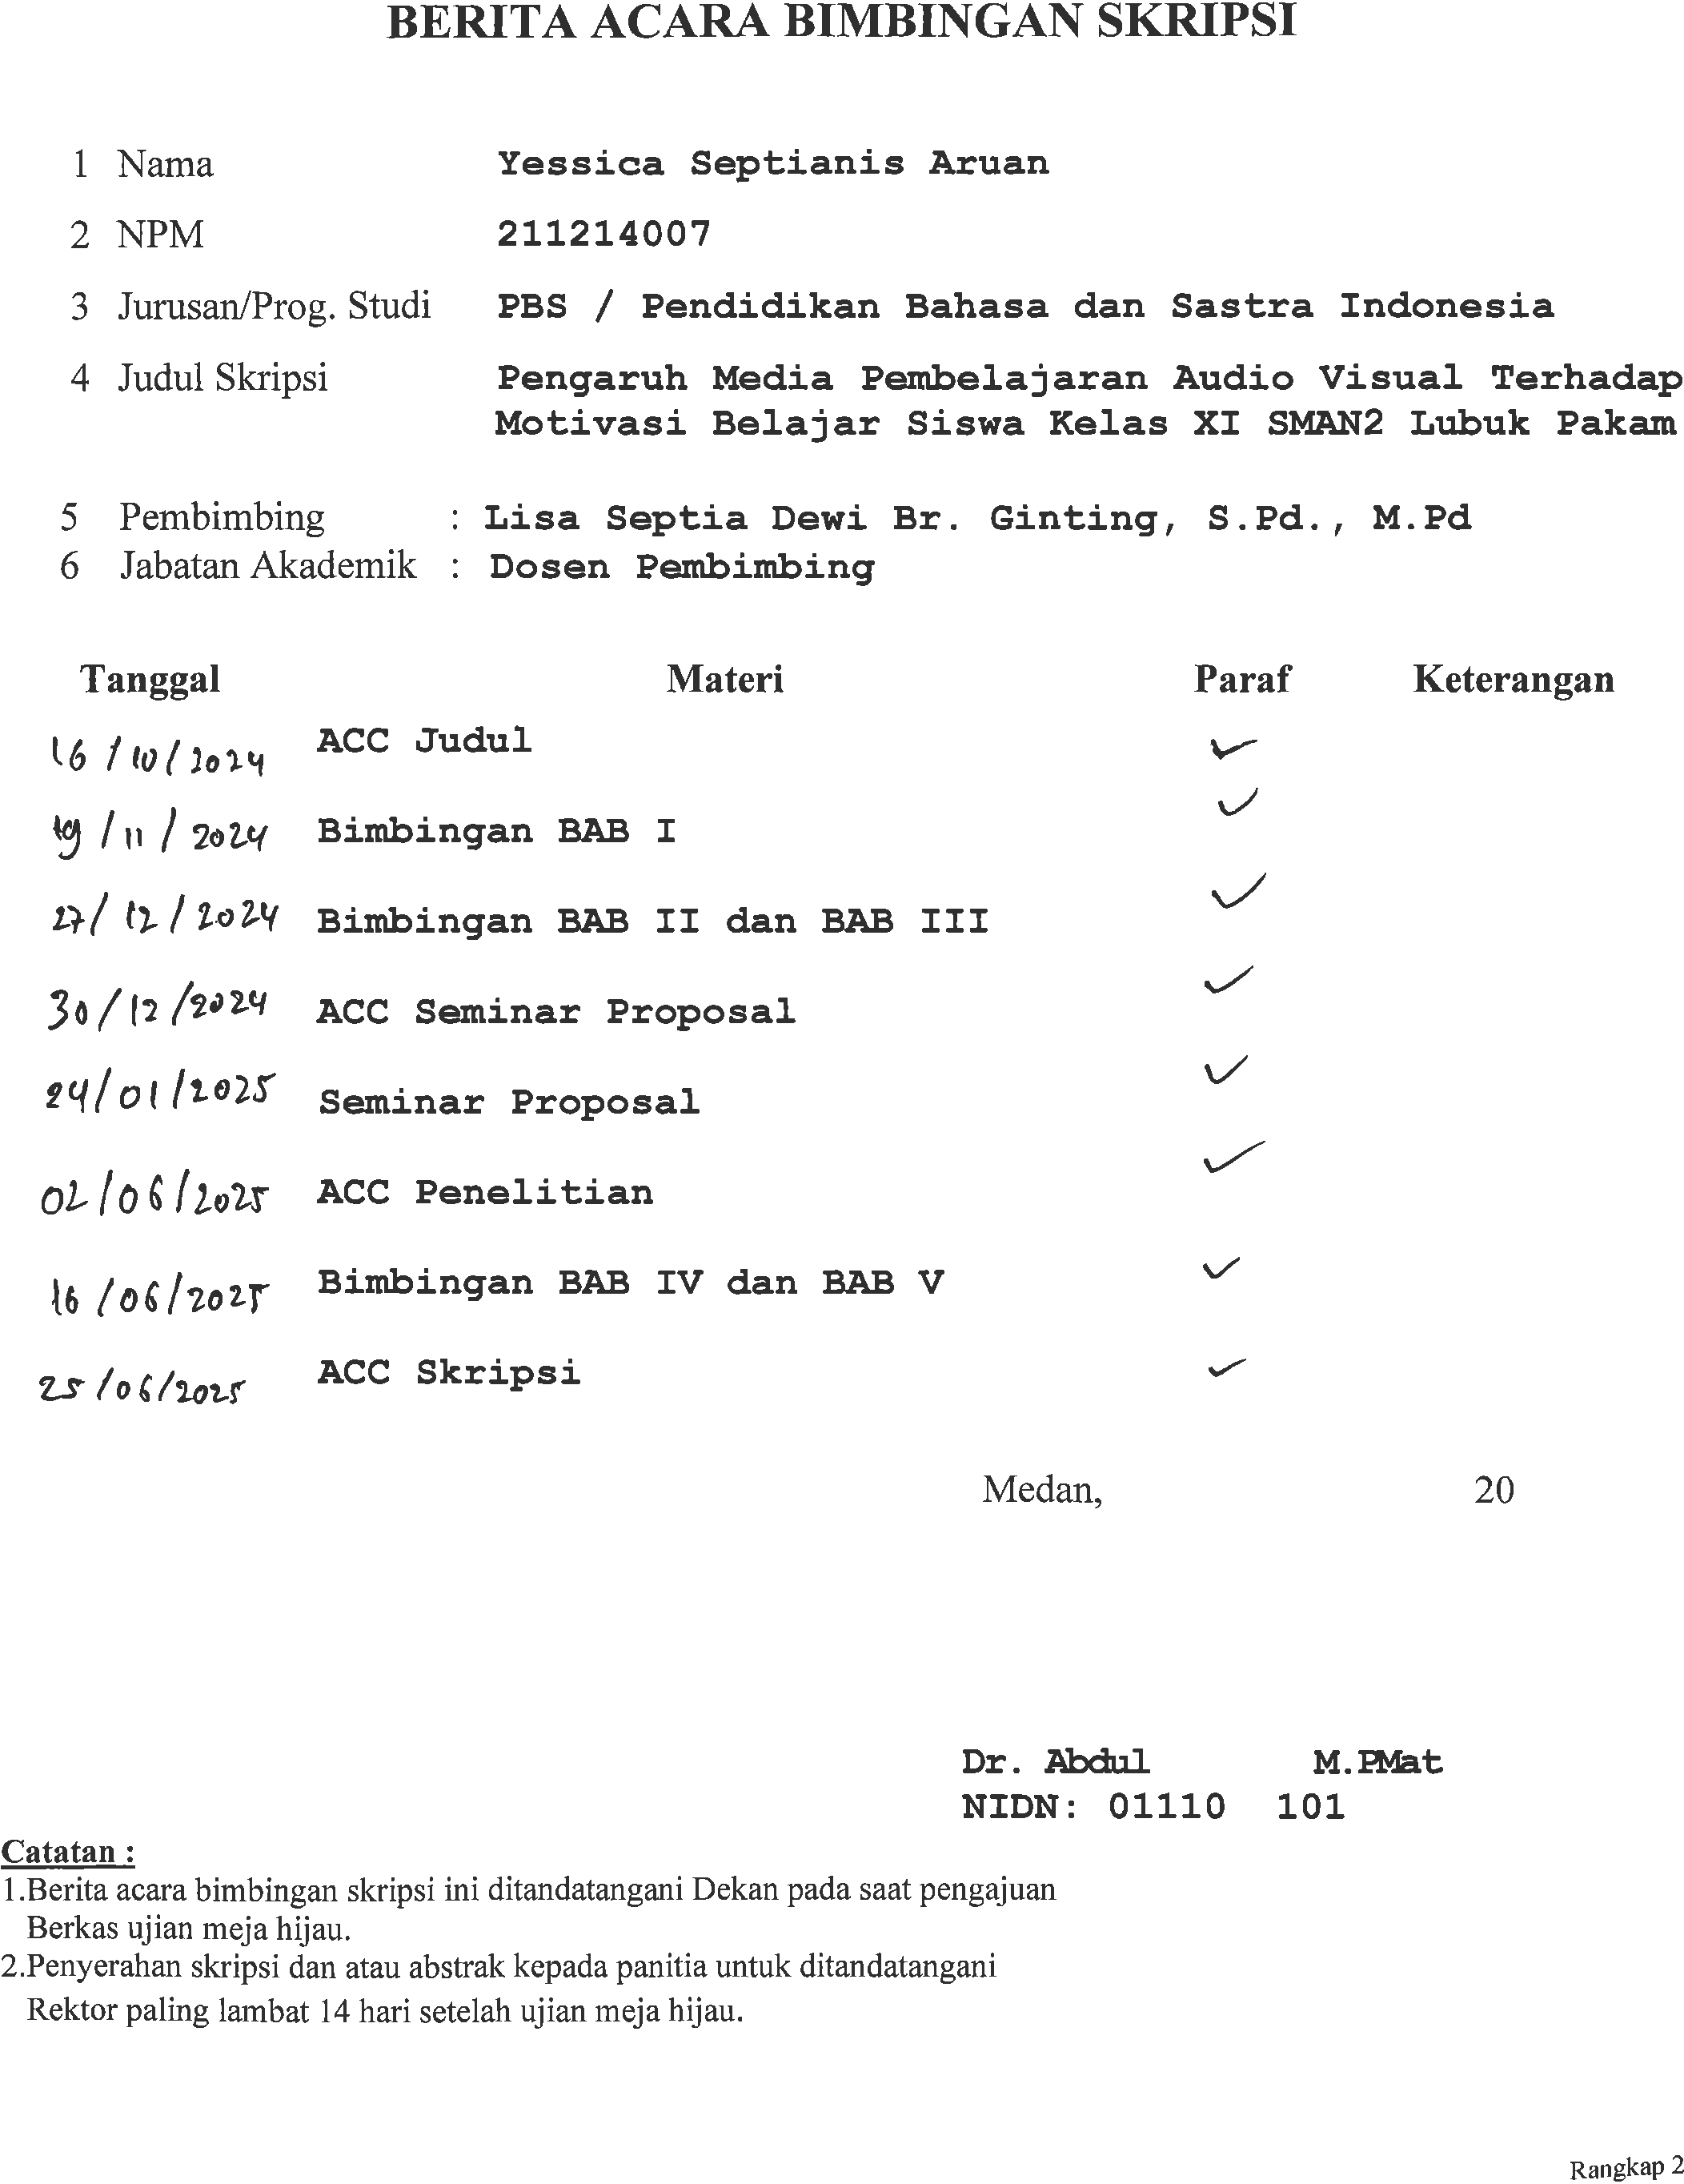 BERITA ACARA BIMBINGAN SKRIPSI
1 Nama Yessica Septianis Aruan
2 NPM 211214007
3 Jurusan/Prog. Studi PBS / Pendidikan Bahasa dan Sastra Indonesia
4 Judul Skripsi Pengaruh Media Pembelajaran Audio Visual Terhadap
Motivasi Belajar Siswa Kelas XI SMAN2 Lubuk Pakam
5 Pembimbing : Lisa Septia Dewi Br. Ginting, S.Pd., M.Pd
6 Jabatan Akademik : Dosen Pembimbing
Tanggal Materi Paraf Keterangan
16/10/2024 ACC Judul
19/11/2024 Bimbingan BAB I
27/12/2024 Bimbingan BAB II dan BAB III
30/12/2024 ACC Seminar Proposal
24/01/2025 Seminar Proposal
02/06/2025 ACC Penelitian
16/06/2025 Bimbingan BAB IV dan BAB V
25/06/2025 ACC Skripsi
Medan, 20
Dr. Abdul M.PMat
NIDN: 01110 101
Catatan :
1.Berita acara bimbingan skripsi ini ditandatangani Dekan pada saat pengajuan
Berkas ujian meja hijau.
2.Penyerahan skripsi dan atau abstrak kepada panitia untuk ditandatangani
Rektor paling lambat 14 hari setelah ujian meja hijau.
Rangkap 2